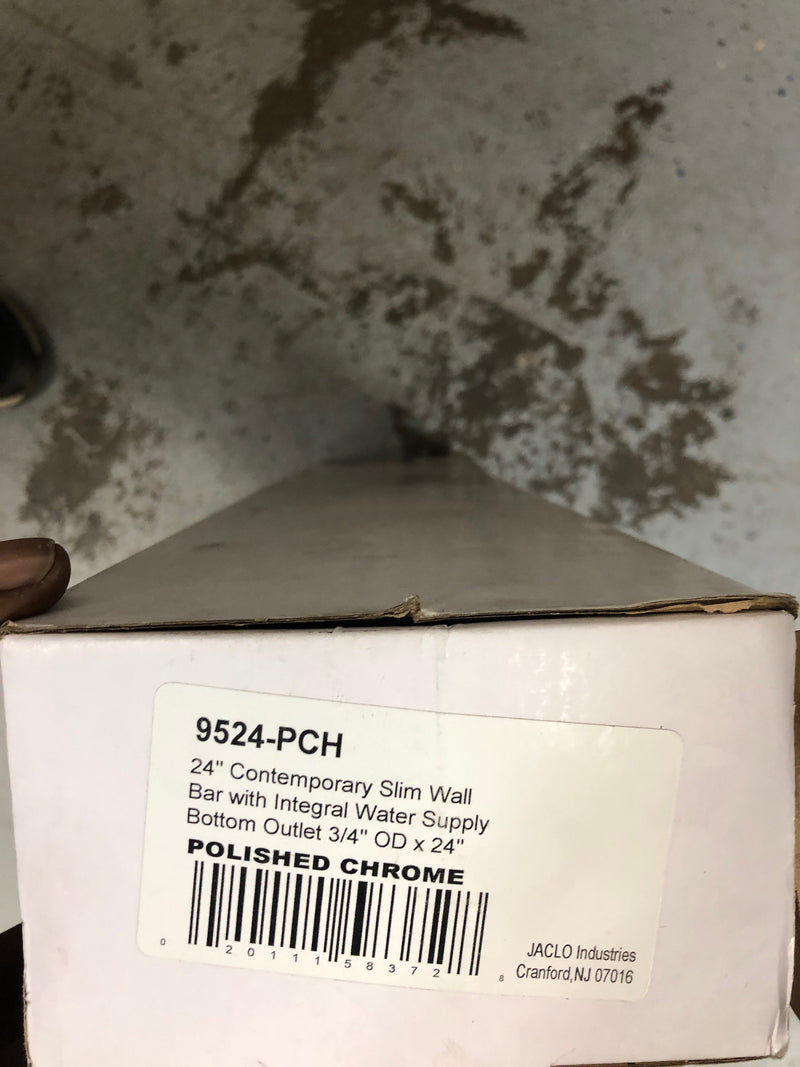 9524-PCH
24" Contemporary Slim Wall
Bar with Integral Water Supply
Bottom Outlet 3/4" OD x 24"
POLISHED CHROME
0 20111 58372 8
JACLO Industries
Cranford,NJ 07016